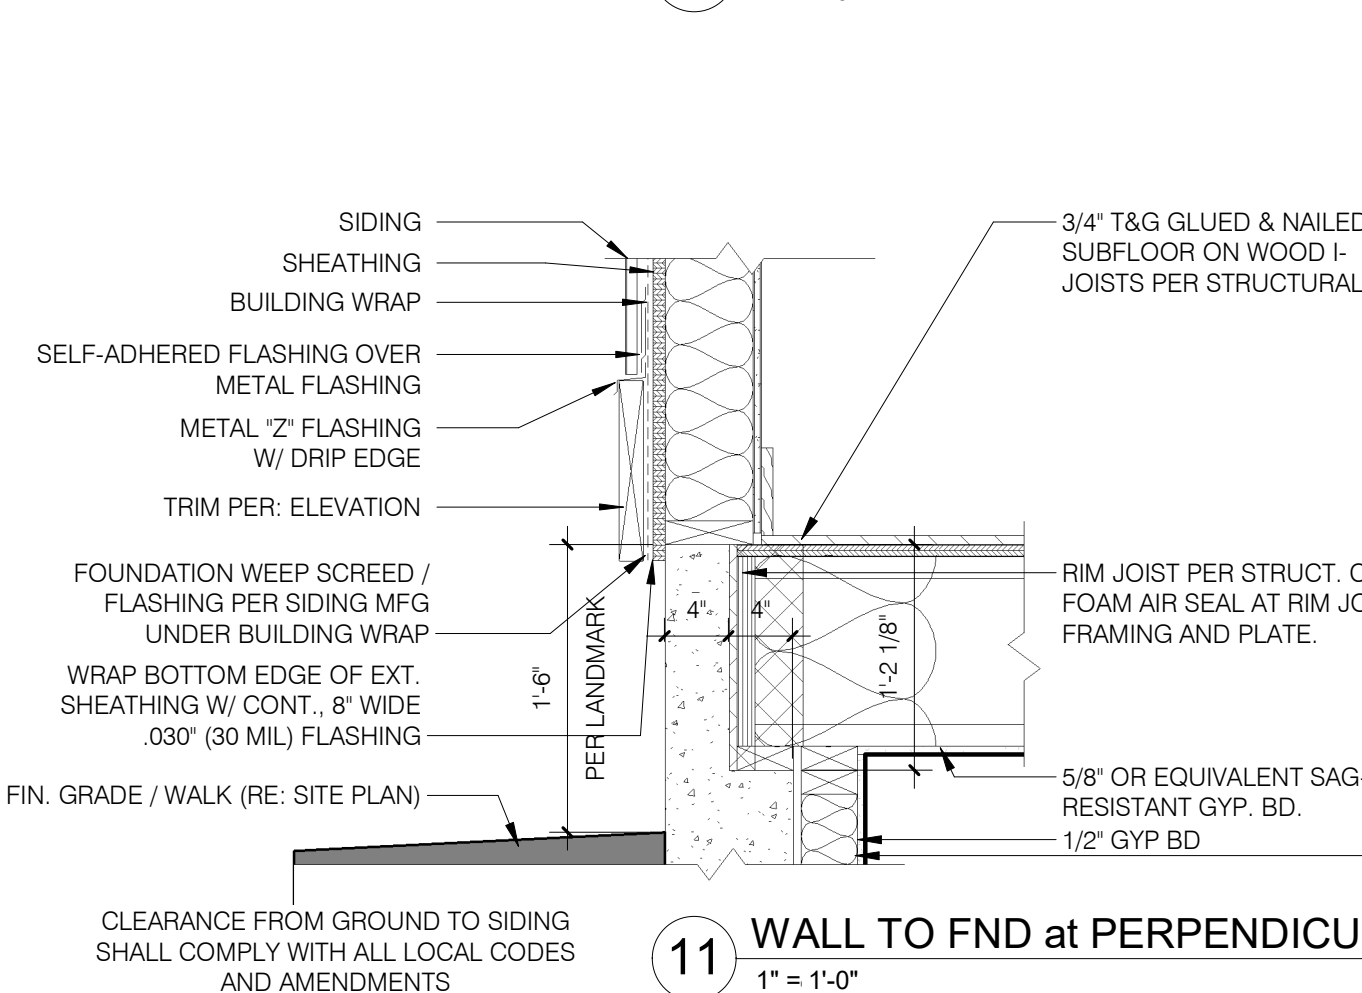 SIDING
SHEATHING
BUILDING WRAP
SELF-ADHERED FLASHING OVER
METAL FLASHING
METAL "Z" FLASHING
W/ DRIP EDGE
TRIM PER: ELEVATION
FOUNDATION WEEP SCREED /
FLASHING PER SIDING MFG
UNDER BUILDING WRAP
WRAP BOTTOM EDGE OF EXT.
SHEATHING W/ CONT., 8" WIDE
.030" (30 MIL) FLASHING
FIN. GRADE / WALK (RE: SITE PLAN)
CLEARANCE FROM GROUND TO SIDING
SHALL COMPLY WITH ALL LOCAL CODES
AND AMENDMENTS
1'-6"
PER LANDMARK
4"
4"
1'-2 1/8"
3/4" T&G GLUED & NAILED
SUBFLOOR ON WOOD I-
JOISTS PER STRUCTURAL
RIM JOIST PER STRUCT.
FOAM AIR SEAL AT RIM
FRAMING AND PLATE.
5/8" OR EQUIVALENT SAG-
RESISTANT GYP. BD.
1/2" GYP BD
11
WALL TO FND at
1" = 1'-0"